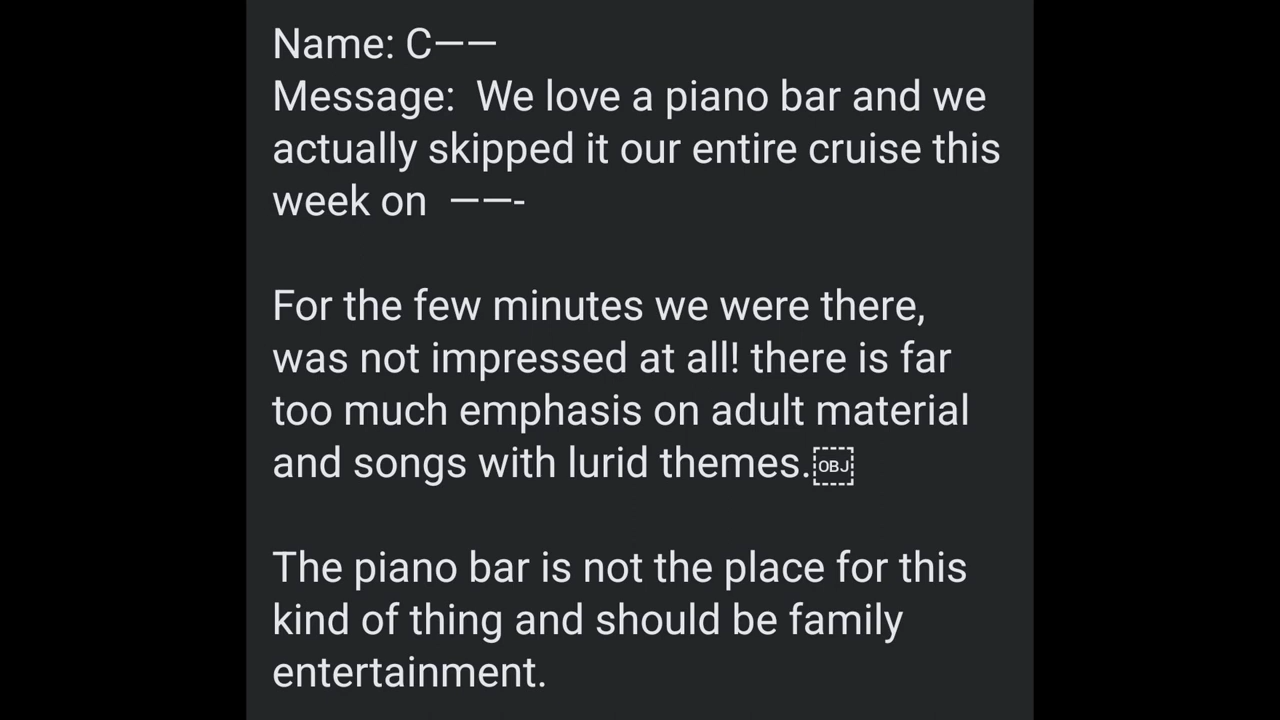 Name: C——
Message:  We love a piano bar and we
actually skipped it our entire cruise this
week on  ——-
For the few minutes we were there,
was not impressed at all! there is far
too much emphasis on adult material
and songs with lurid themes.￼
The piano bar is not the place for this
kind of thing and should be family
entertainment.